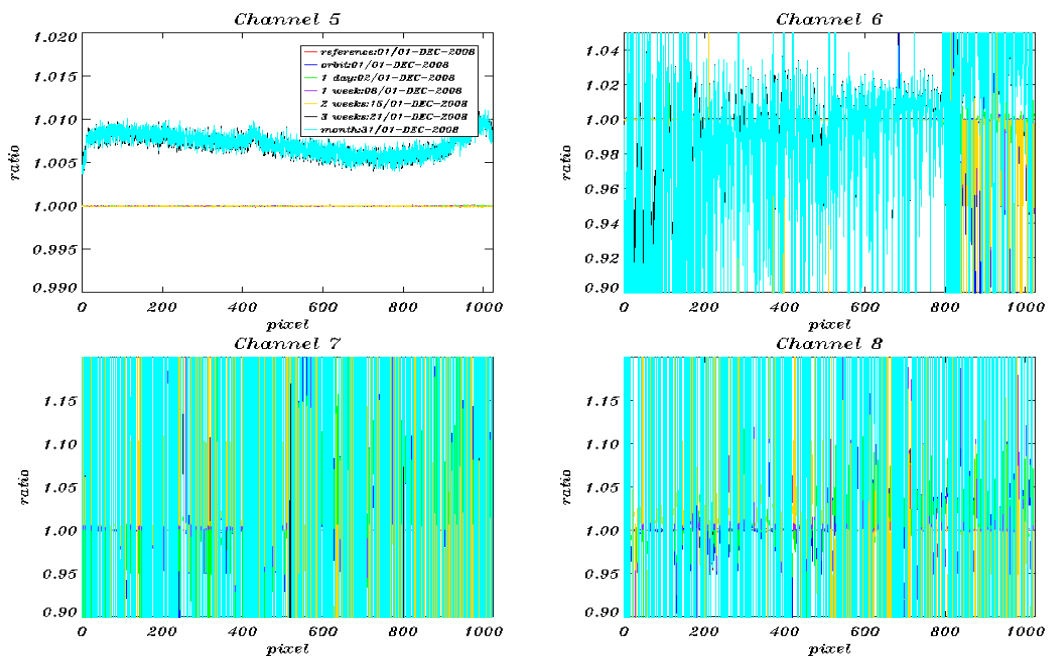 Channel 5
Channel 6
1.020
1.015
1.010
1.005
1.000
0.995
0.990
ratio
reference:01/01-DEC-2008
orbit:01/01-DEC-2008
1 day:02/01-DEC-2008
1 week:08/01-DEC-2008
2 weeks:15/01-DEC-2008
3 weeks:21/01-DEC-2008
month:31/01-DEC-2008
0 200 400 600 800 1000
pixel
1.04
1.02
1.00
0.98
0.96
0.94
0.92
0.90
ratio
0 200 400 600 800 1000
pixel
Channel 7
Channel 8
1.15
1.10
1.05
1.00
0.95
0.90
ratio
0 200 400 600 800 1000
pixel
1.15
1.10
1.05
1.00
0.95
0.90
ratio
0 200 400 600 800 1000
pixel